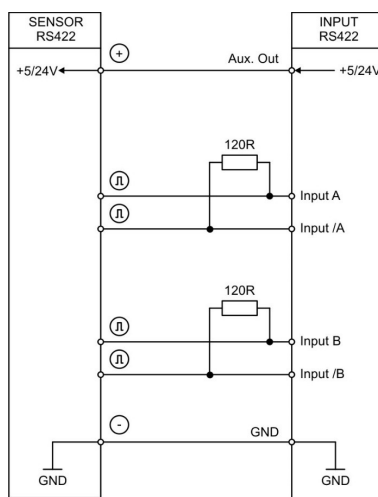 SENSOR
RS422
INPUT
RS422
+
Aux. Out
+5/24V
+5/24V
120R
Input A
Input /A
120R
Input B
Input /B
-
GND
GND
GND